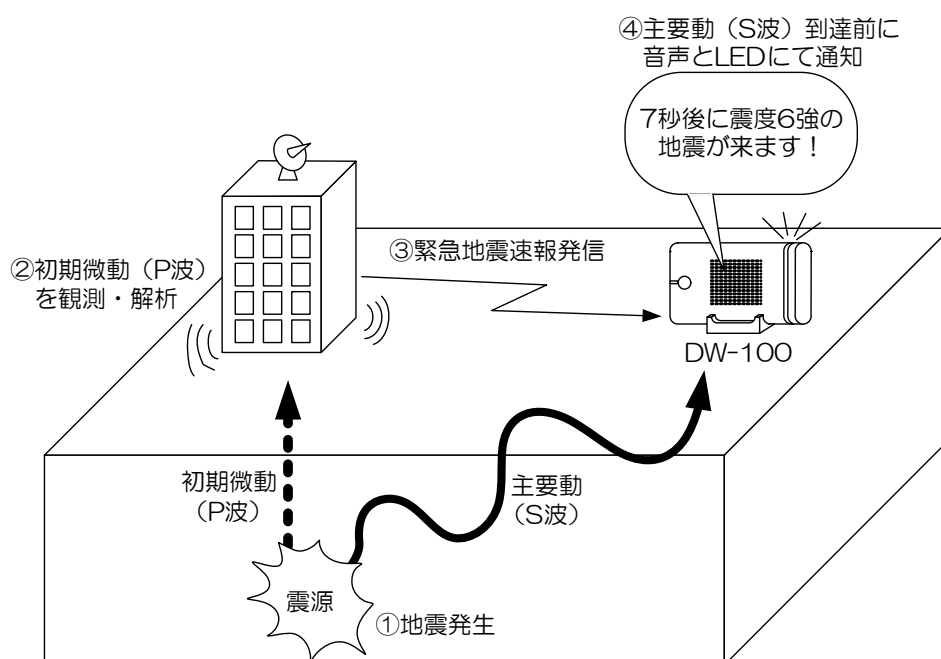 ④主要動（S波）到達前に
音声とLEDにて通知
7秒後に震度6強の
地震が来ます！
②初期微動（P波）
を観測・解析
③緊急地震速報発信
DW-100
初期微動
（P波）
主要動
（S波）
震源
①地震発生